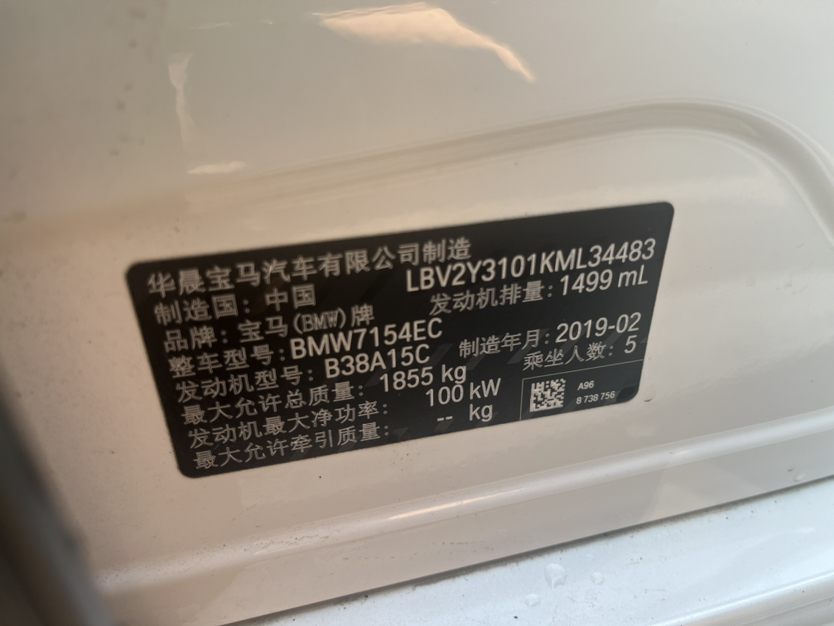 华晨宝马汽车有限公司制造
LBV2Y3101KML34483
制造国：中国
发动机排量：1499 mL
品牌：宝马(BMW)牌
整车型号：BMW7154EC
制造年月：2019-02
发动机型号：B38A15C
乘坐人数：5
最大允许总质量：1855 kg
发动机最大净功率：100 kW
最大允许牵引质量：-- kg
A96
8 738 756